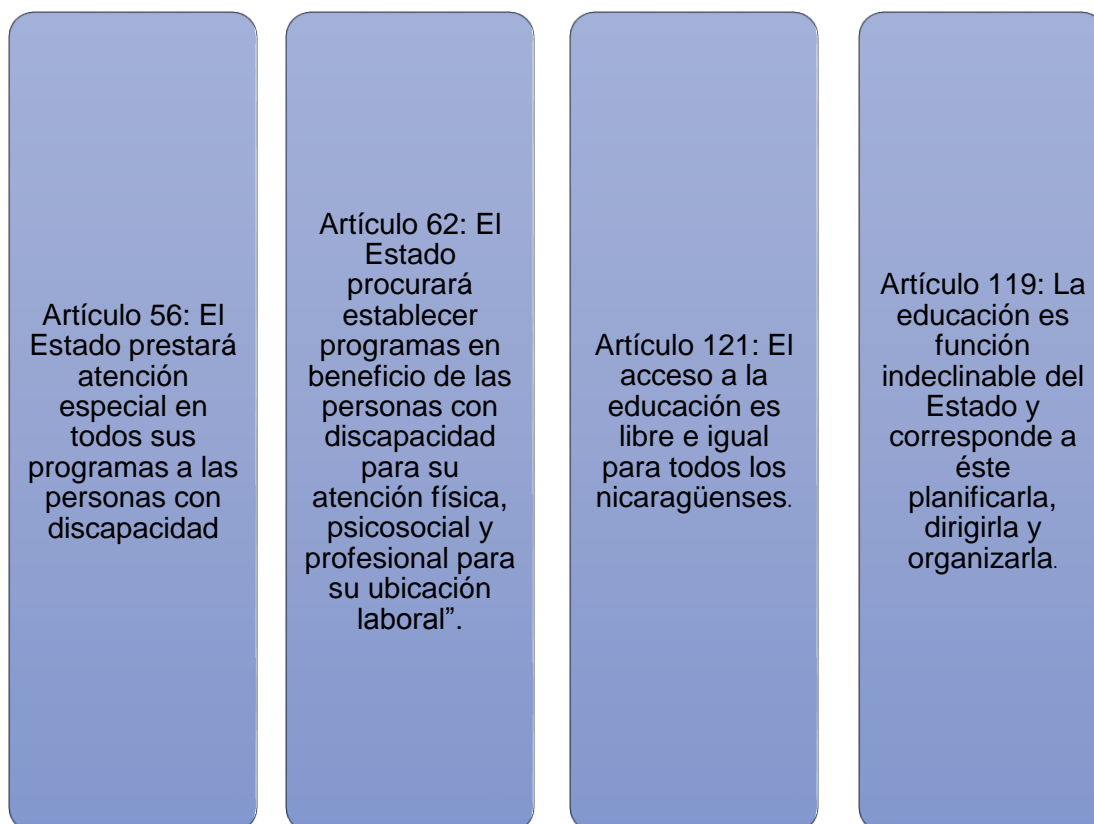 Artículo 56: El
Estado prestará
atención
especial en
todos sus
programas a las
personas con
discapacidad
Artículo 62: El
Estado
procurará
establecer
programas en
beneficio de las
personas con
discapacidad
para su
atención física,
psicosocial y
profesional para
su ubicación
laboral”.
Artículo 121: El
acceso a la
educación es
libre e igual
para todos los
nicaragüenses.
Artículo 119: La
educación es
función
indeclinable del
Estado y
corresponde a
éste
planificarla,
dirigirla y
organizarla.